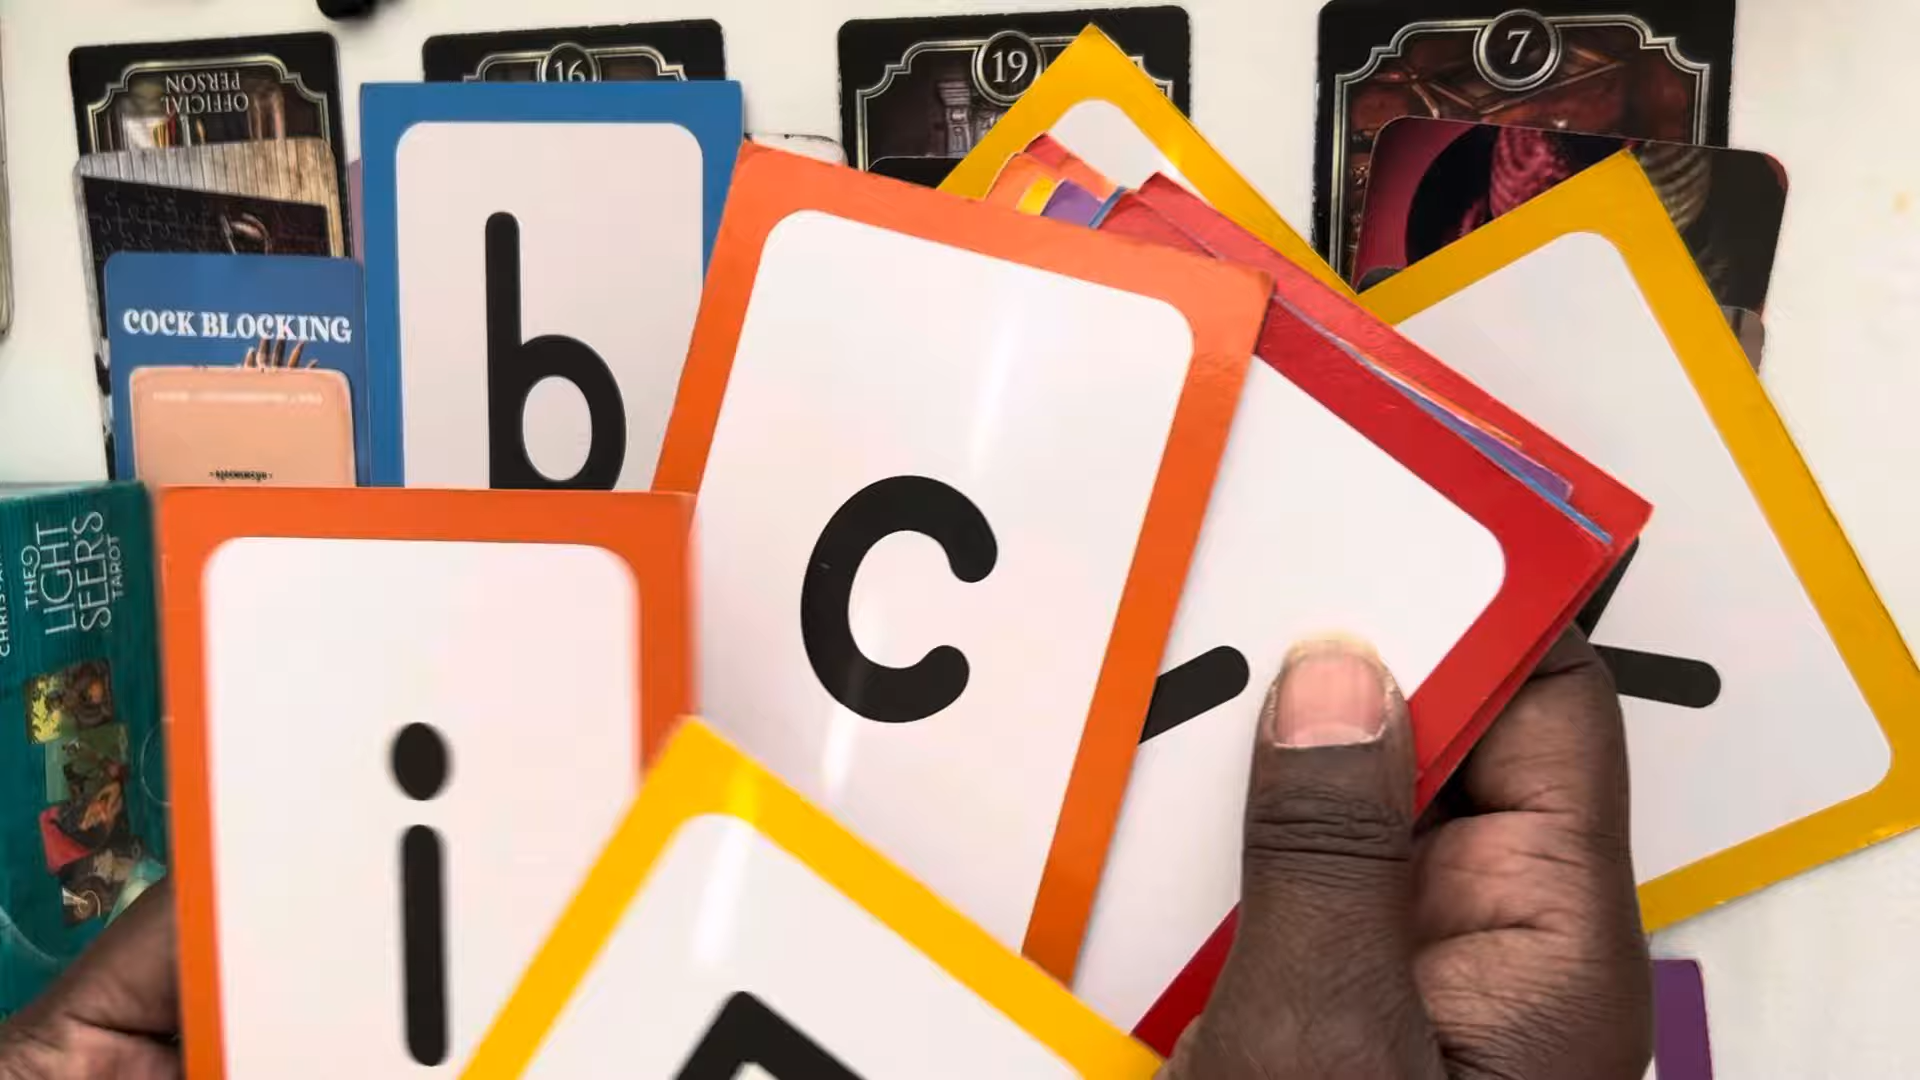 OFFICIAL
PERSON
16
19
7
b
COCK BLOCKING
c
THE
LIGHT
SEER'S
TAROT
i